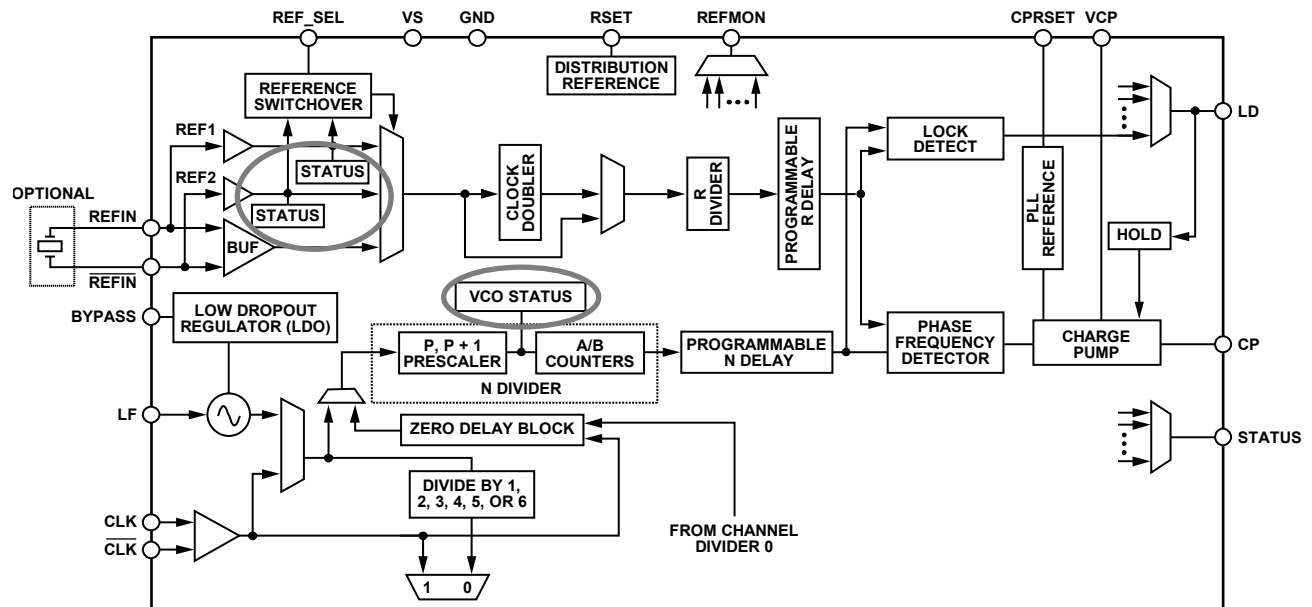 REF_SEL
VS
GND
RSET
REFMON
CPRSET
VCP
DISTRIBUTION
REFERENCE
REFERENCE
SWITCHOVER
REF1
STATUS
REF2
STATUS
BUF
OPTIONAL
REFIN
REFIN
CLOCK
DOUBLER
R
DIVIDER
PROGRAMMABLE
R DELAY
LOCK
DETECT
PLL
REFERENCE
HOLD
LD
BYPASS
LOW DROPOUT
REGULATOR (LDO)
VCO STATUS
P, P + 1
PRESCALER
A/B
COUNTERS
N DIVIDER
PROGRAMMABLE
N DELAY
PHASE
FREQUENCY
DETECTOR
CHARGE
PUMP
CP
LF
ZERO DELAY BLOCK
STATUS
DIVIDE BY 1,
2, 3, 4, 5, OR 6
CLK
CLK
FROM CHANNEL
DIVIDER 0
1 0